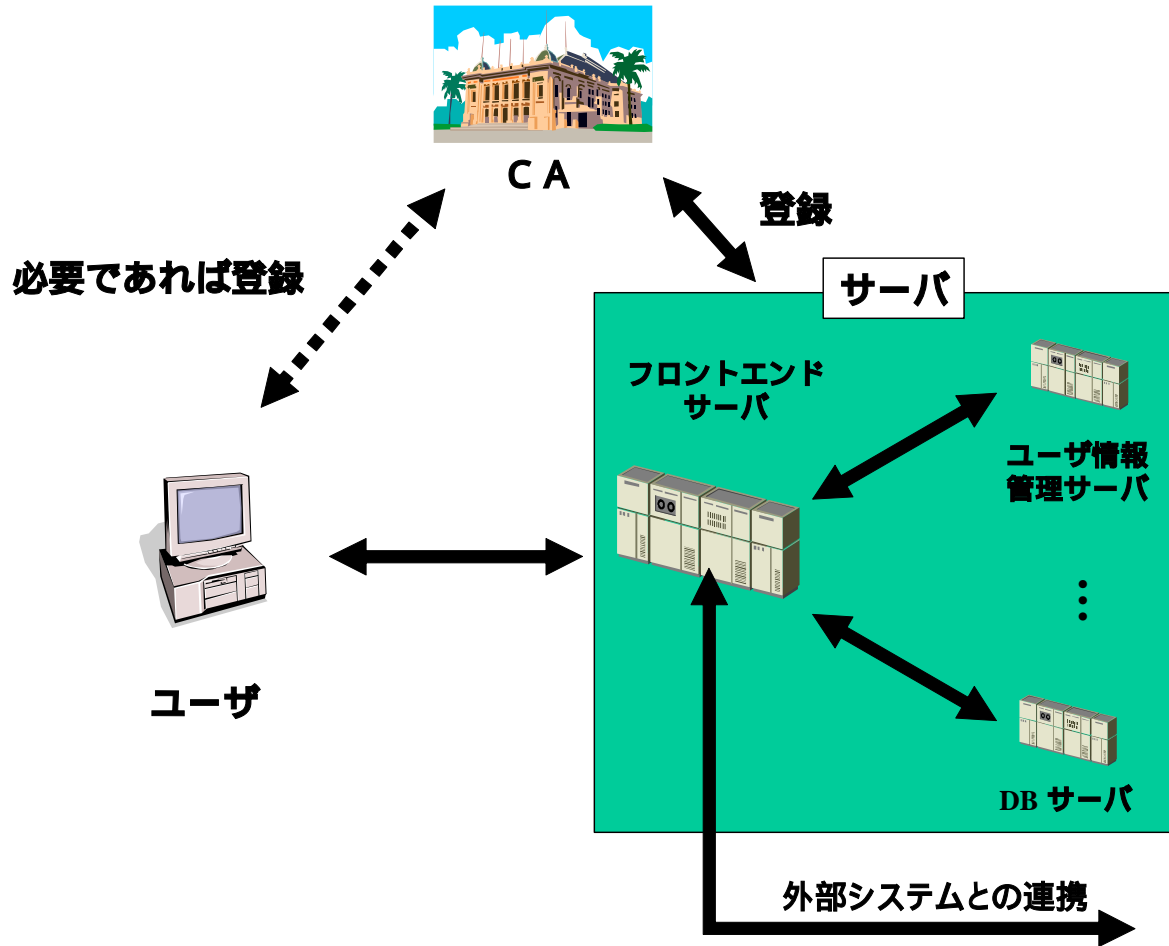 ＣＡ
登録
必要であれば登録
サーバ
フロントエンド
サーバ
ユーザ情報
管理サーバ
ユーザ
DB サーバ
外部システムとの連携